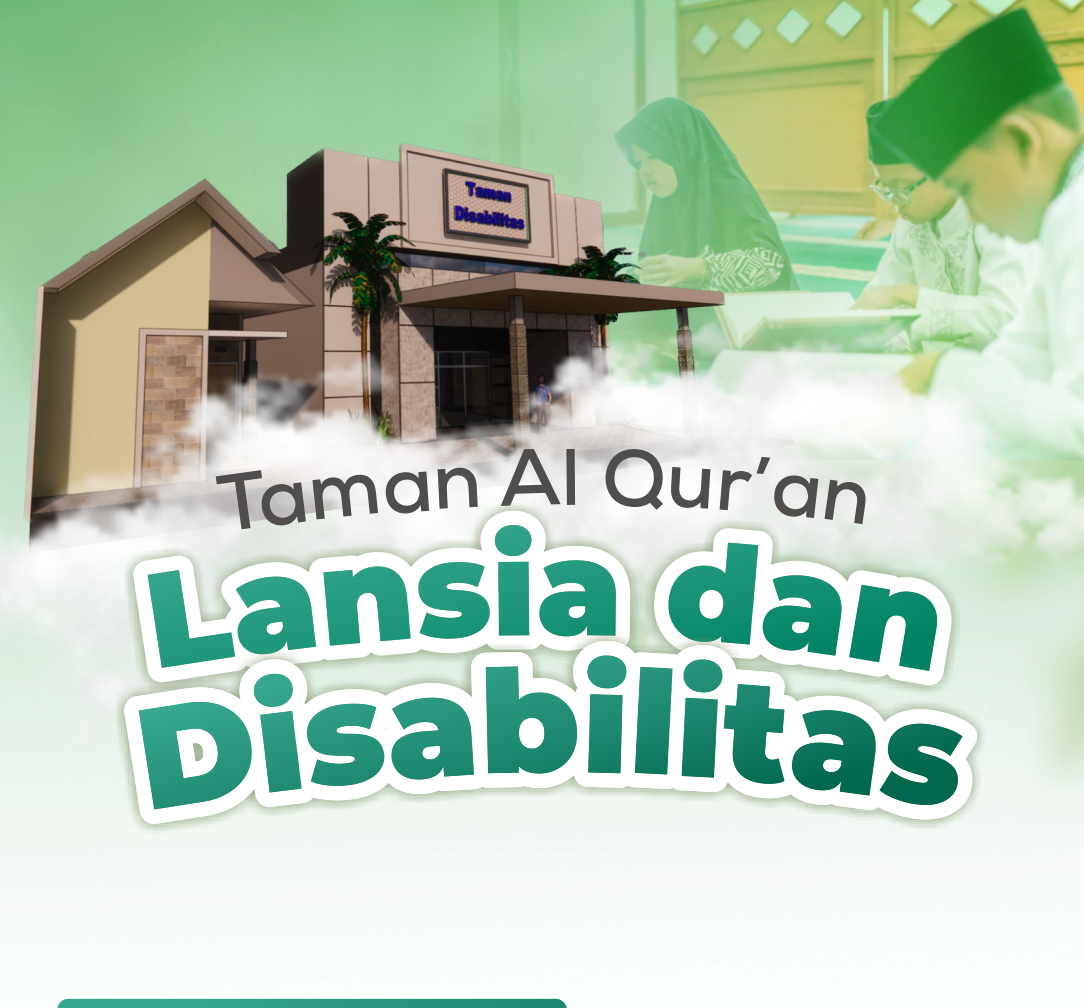 Taman
Disabilitas
Taman Al Qur’an
Lansia dan
Disabilitas